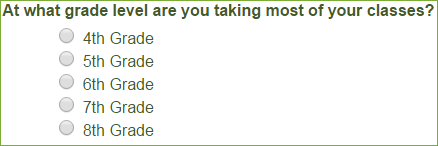 At what grade level are you taking most of your classes?
4th Grade
5th Grade
6th Grade
7th Grade
8th Grade